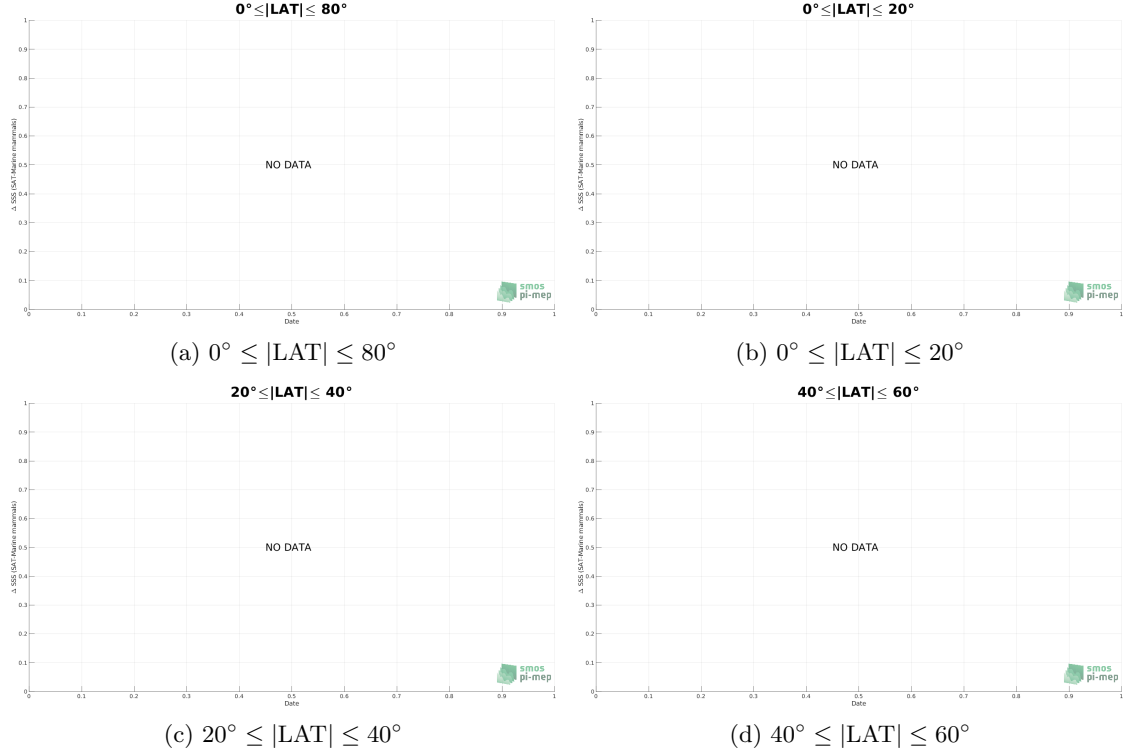 0°≤|LAT|≤ 80°
1
0.9
0.8
0.7
0.6
0.5
0.4
0.3
0.2
0.1
0
Δ SSS (SAT-Marine mammals)
NO DATA
smos
pi-mep
0 0.1 0.2 0.3 0.4 0.5 0.6 0.7 0.8 0.9 1
Date
(a) 0° ≤ |LAT| ≤ 80°
0°≤|LAT|≤ 20°
1
0.9
0.8
0.7
0.6
0.5
0.4
0.3
0.2
0.1
0
Δ SSS (SAT-Marine mammals)
NO DATA
smos
pi-mep
0 0.1 0.2 0.3 0.4 0.5 0.6 0.7 0.8 0.9 1
Date
(b) 0° ≤ |LAT| ≤ 20°
20°≤|LAT|≤ 40°
1
0.9
0.8
0.7
0.6
0.5
0.4
0.3
0.2
0.1
0
Δ SSS (SAT-Marine mammals)
NO DATA
smos
pi-mep
0 0.1 0.2 0.3 0.4 0.5 0.6 0.7 0.8 0.9 1
Date
(c) 20° ≤ |LAT| ≤ 40°
40°≤|LAT|≤ 60°
1
0.9
0.8
0.7
0.6
0.5
0.4
0.3
0.2
0.1
0
Δ SSS (SAT-Marine mammals)
NO DATA
smos
pi-mep
0 0.1 0.2 0.3 0.4 0.5 0.6 0.7 0.8 0.9 1
Date
(d) 40° ≤ |LAT| ≤ 60°